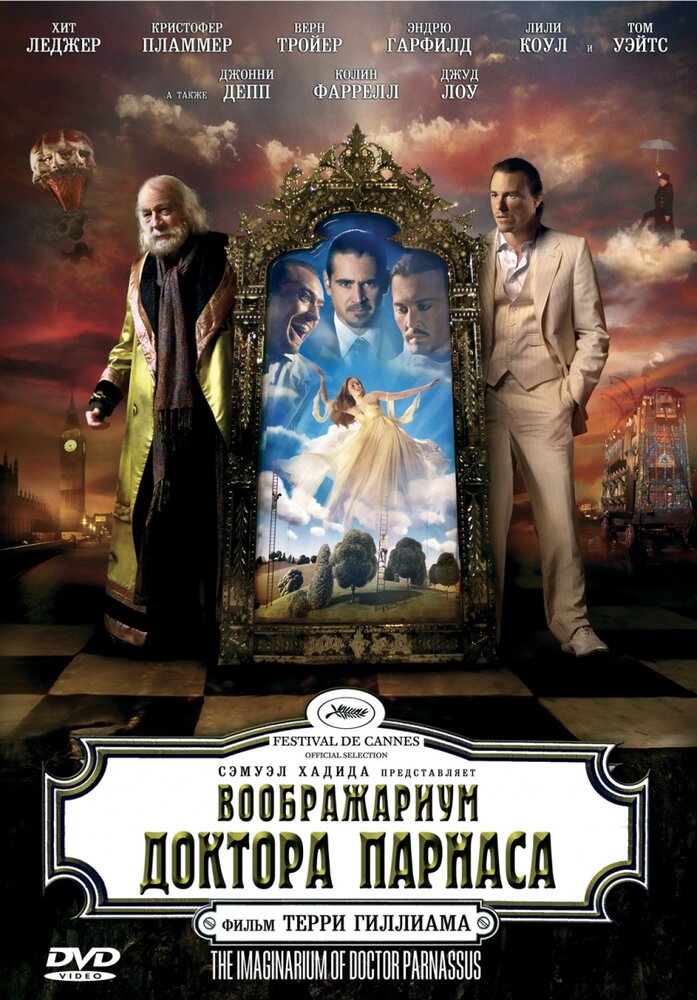 ХИТ
ЛЕДЖЕР
КРИСТОФЕР
ПЛАММЕР
ВЕРН
ТРОЙЕР
ЭНДРЮ
ГАРФИЛД
ЛИЛИ
КОУЛ
И
ТОМ
УЭЙТС
А ТАКЖЕ
ДЖОННИ
ДЕПП
КОЛИН
ФАРРЕЛЛ
ДЖУД
ЛОУ
FESTIVAL DE CANNES
OFFICIAL SELECTION
СЭМУЭЛ ХАДИДА ПРЕДСТАВЛЯЕТ
ВООБРАЖАРИУМ
ДОКТОРА ПАРНАСА
ФИЛЬМ ТЕРРИ ГИЛЛИАМА
THE IMAGINARIUM OF DOCTOR PARNASSUS
DVD
VIDEO